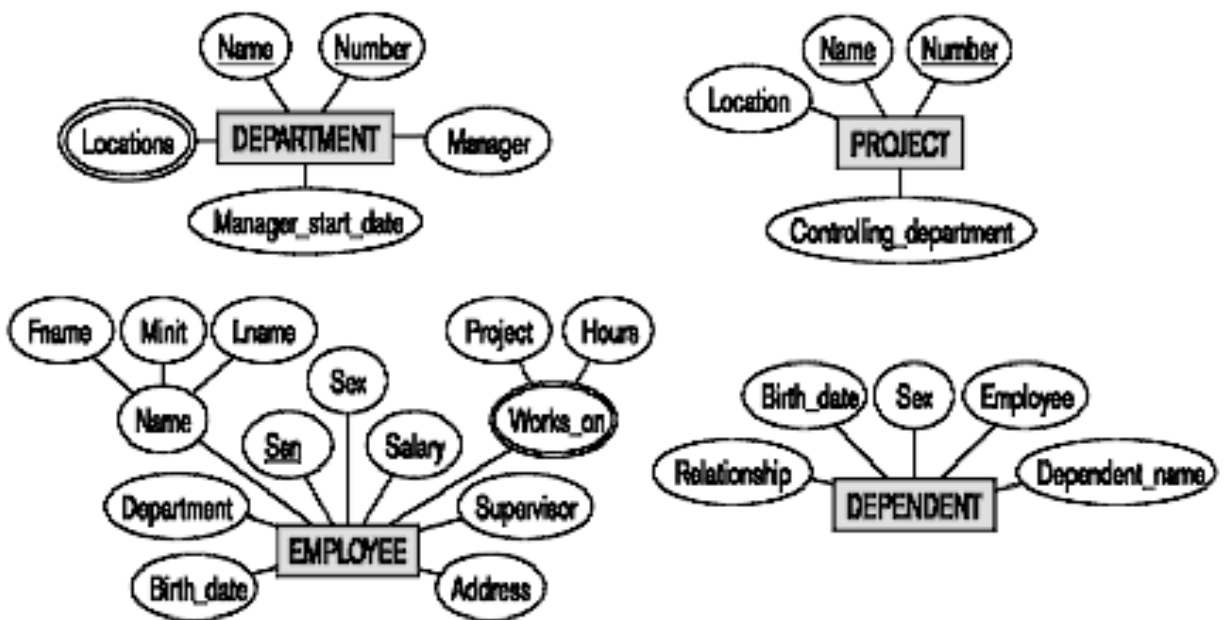 Name Number
Locations DEPARTMENT Manager
Manager_start_date
Name Number
Location
PROJECT
Controlling_department
Fname Minit Lname
Project Hours
Sex
Name Ssn Salary Works_on
Department Supervisor
EMPLOYEE
Birth_date Address
Birth_date Sex Employee
Relationship Dependent_name
DEPENDENT